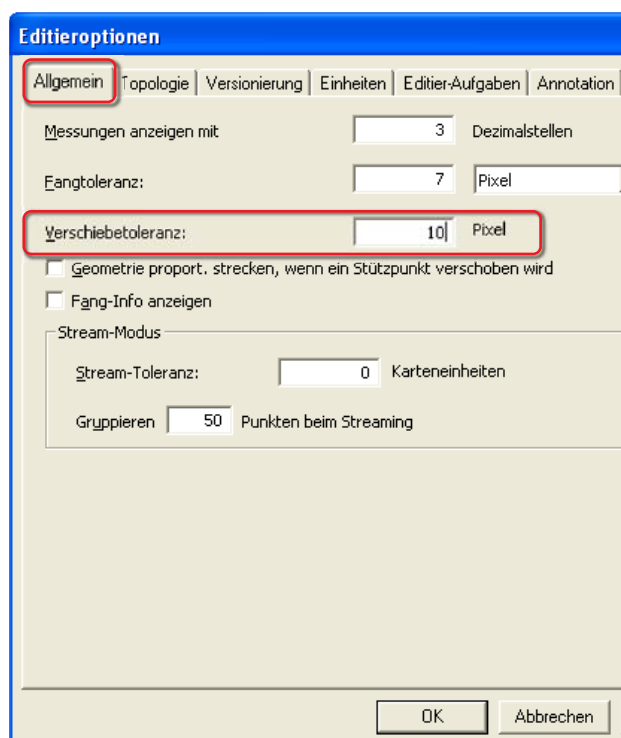 Editieroptionen
Allgemein Topologie Versionierung Einheiten Editier-Aufgaben Annotation
Messungen anzeigen mit 3 Dezimalstellen
Fangtoleranz: 7 Pixel
Verschiebetoleranz: 10 Pixel
Geometrie proport. strecken, wenn ein Stützpunkt verschoben wird
Fang-Info anzeigen
Stream-Modus
Stream-Toleranz: 0 Karteneinheiten
Gruppieren 50 Punkten beim Streaming
OK Abbrechen